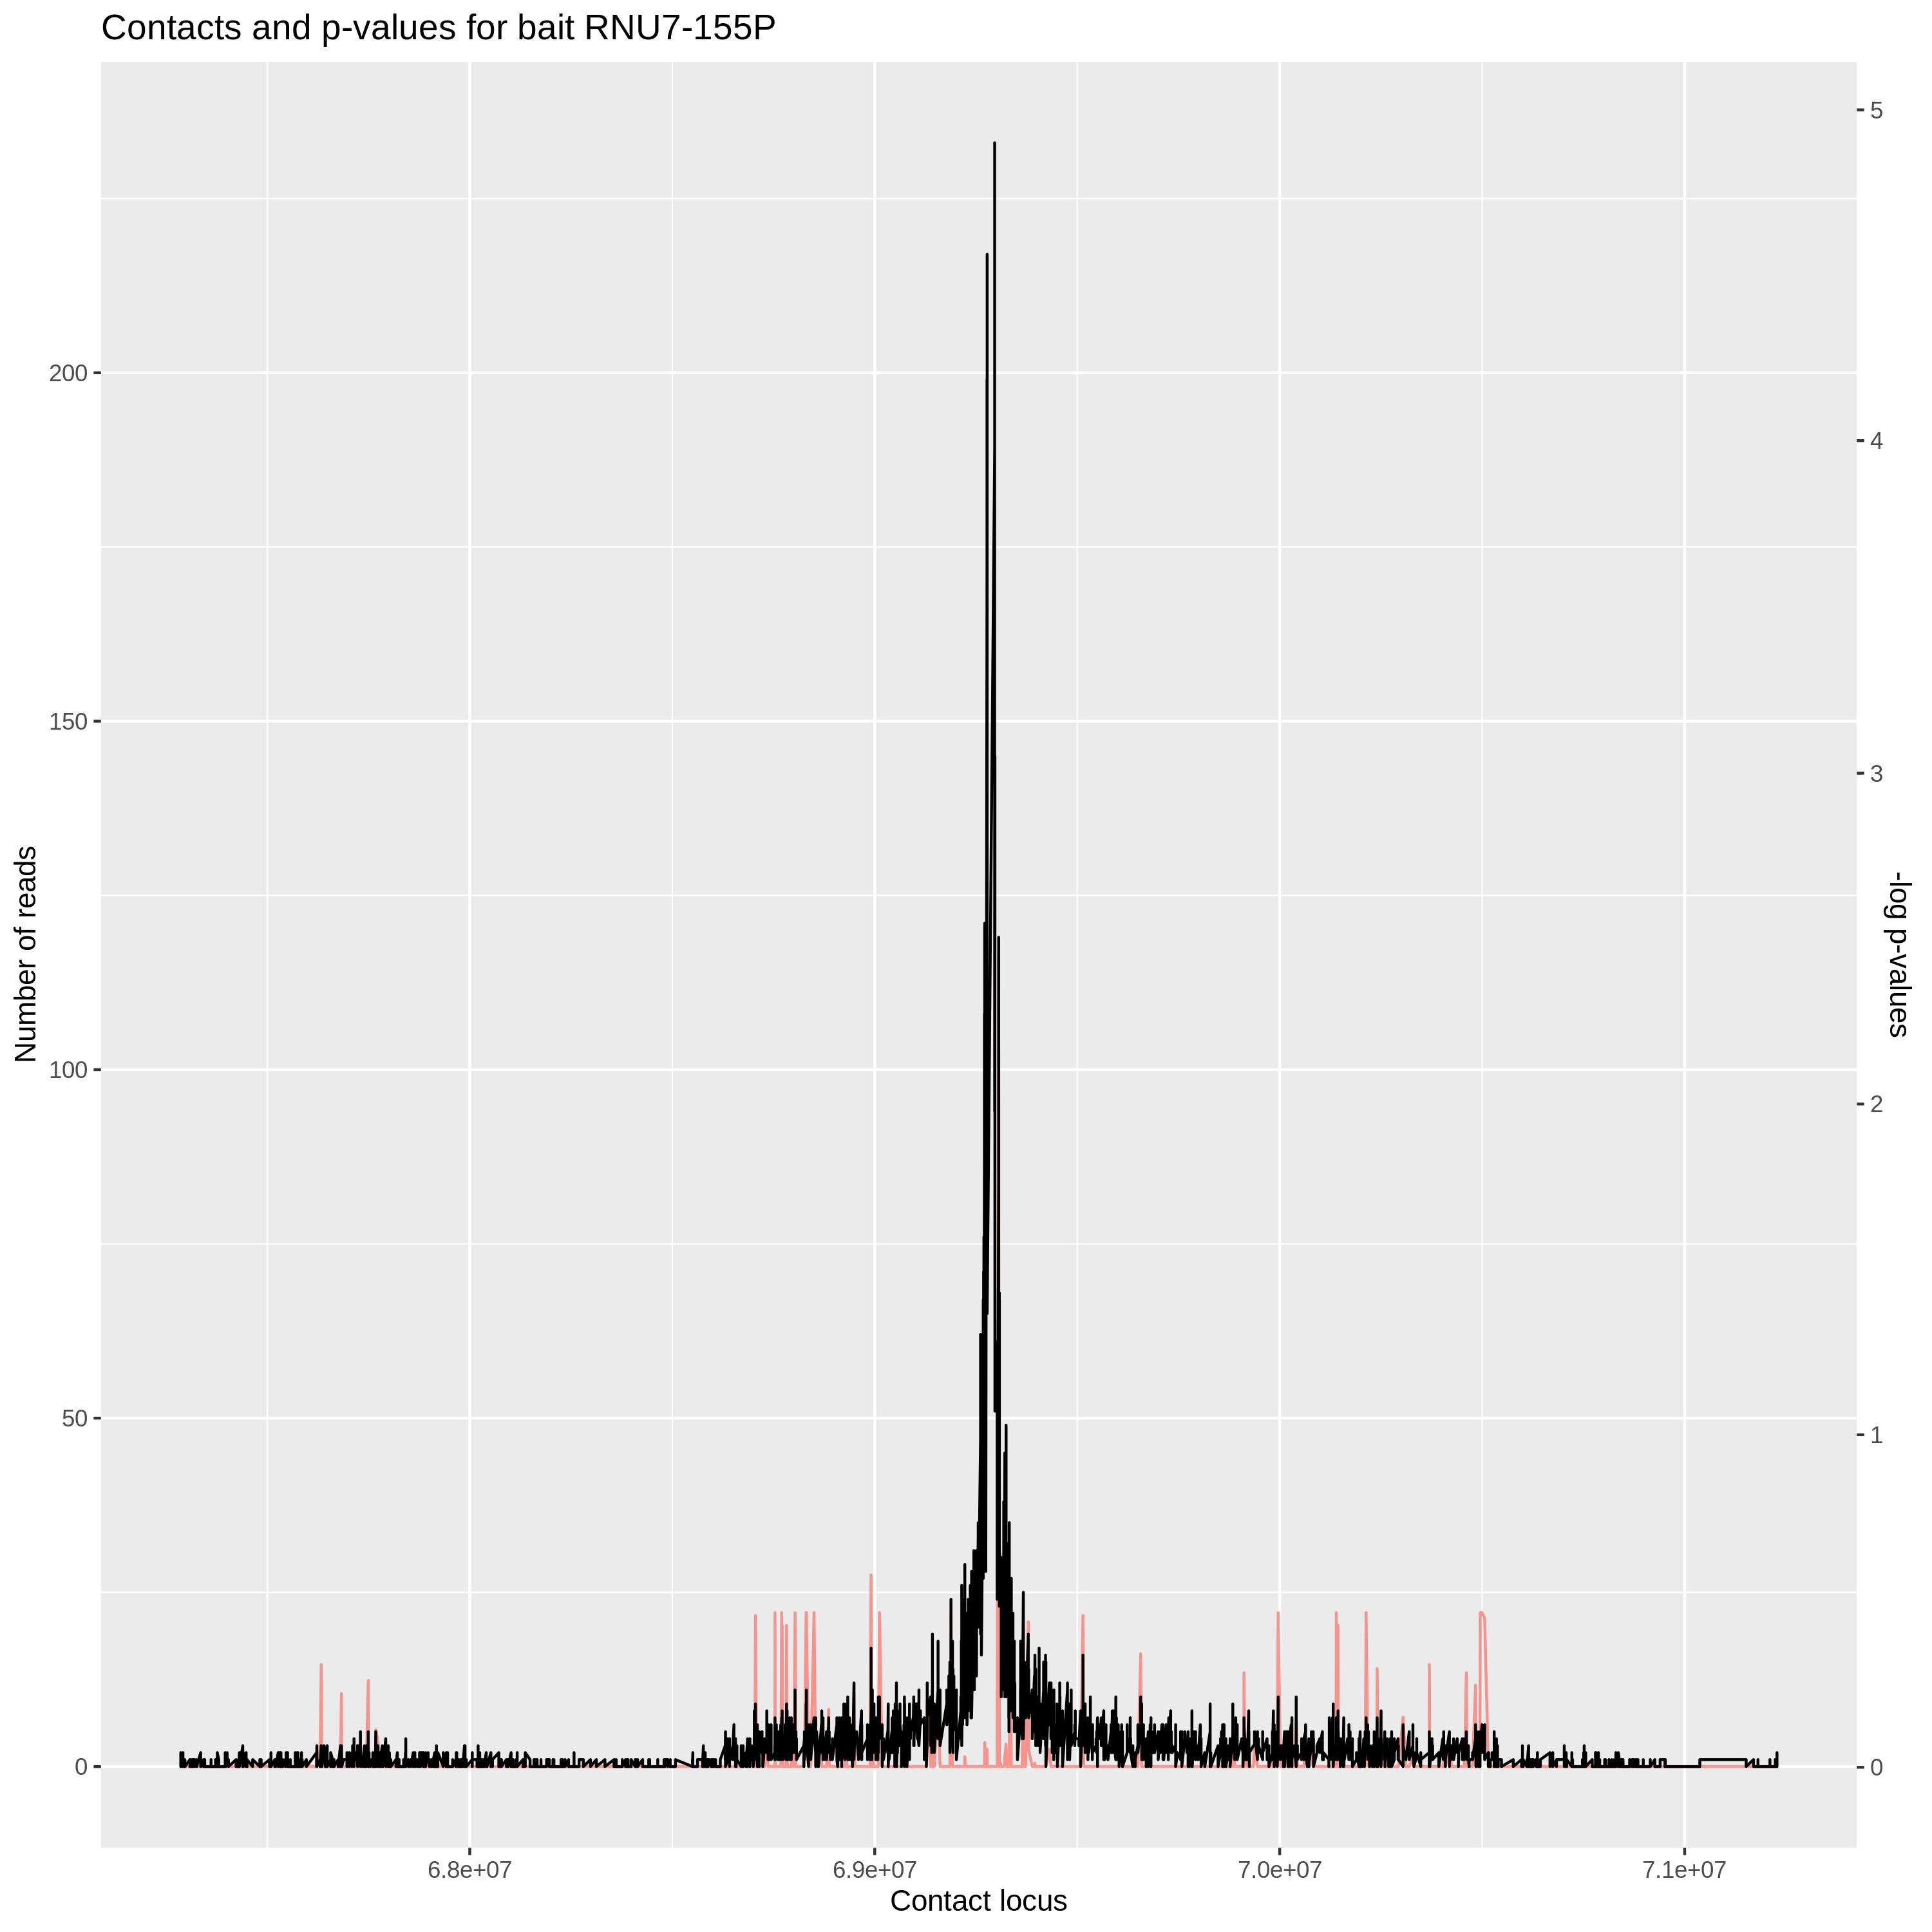 Contacts and p-values for bait RNU7-155P
Number of reads
200
150
100
50
0
5
4
3
2
1
0
-log p-values
6.8e+07
6.9e+07
7.0e+07
7.1e+07
Contact locus